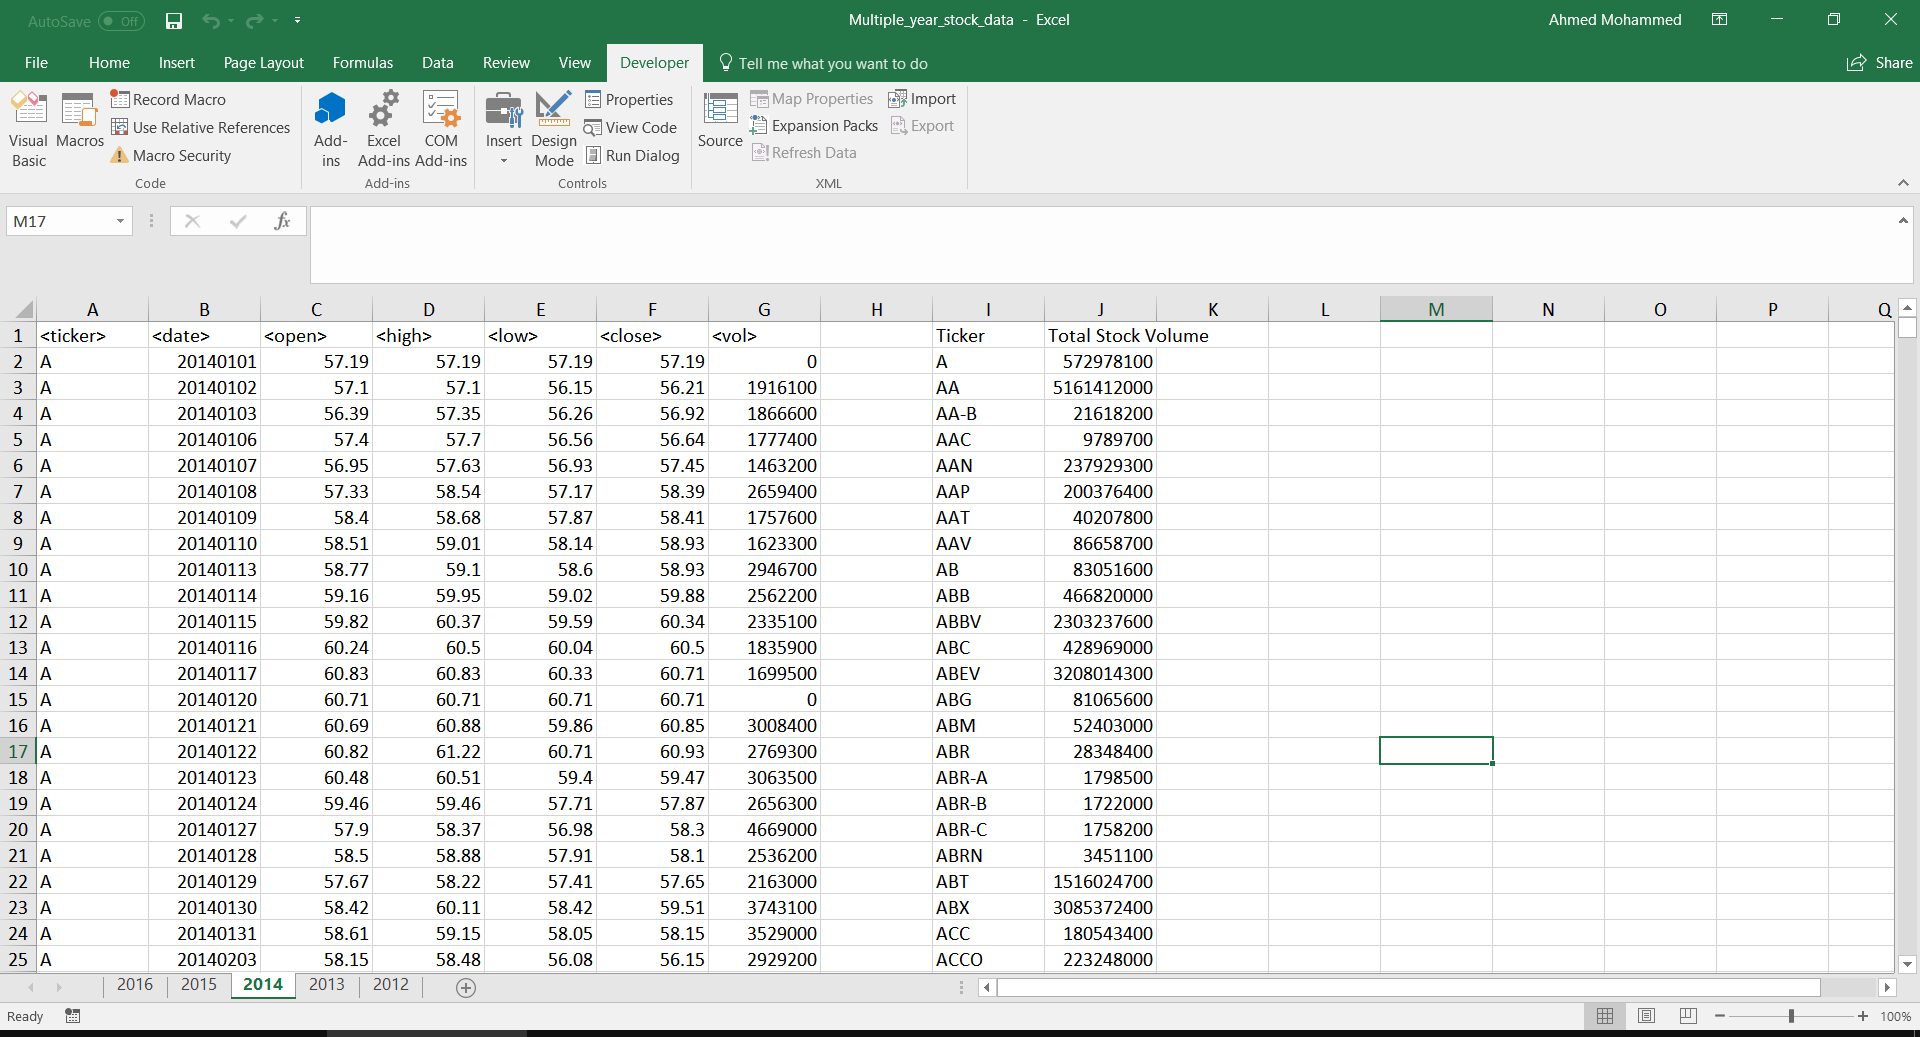 AutoSave Off Multiple_year_stock_data - Excel Ahmed Mohammed
File Home Insert Page Layout Formulas Data Review View Developer Tell me what you want to do Share
Visual Basic Macros Record Macro Use Relative References Macro Security Code
Add-ins Excel Add-ins COM Add-ins Add-ins
Insert Design Mode Properties View Code Run Dialog Controls
Source Map Properties Expansion Packs Refresh Data Import Export XML
M17 fx
A B C D E F G H I J K L M N O P Q
1 <ticker> <date> <open> <high> <low> <close> <vol> Ticker Total Stock Volume
2 A 20140101 57.19 57.19 57.19 57.19 0 A 572978100
3 A 20140102 57.1 57.1 56.15 56.21 1916100 AA 5161412000
4 A 20140103 56.39 57.35 56.26 56.92 1866600 AA-B 21618200
5 A 20140106 57.4 57.7 56.56 56.64 1777400 AAC 9789700
6 A 20140107 56.95 57.63 56.93 57.45 1463200 AAN 237929300
7 A 20140108 57.33 58.54 57.17 58.39 2659400 AAP 200376400
8 A 20140109 58.4 58.68 57.87 58.41 1757600 AAT 40207800
9 A 20140110 58.51 59.01 58.14 58.93 1623300 AAV 86658700
10 A 20140113 58.77 59.1 58.6 58.93 2946700 AB 83051600
11 A 20140114 59.16 59.95 59.02 59.88 2562200 ABB 466820000
12 A 20140115 59.82 60.37 59.59 60.34 2335100 ABBV 2303237600
13 A 20140116 60.24 60.5 60.04 60.5 1835900 ABC 428969000
14 A 20140117 60.83 60.83 60.33 60.71 1699500 ABEV 3208014300
15 A 20140120 60.71 60.71 60.71 60.71 0 ABG 81065600
16 A 20140121 60.69 60.88 59.86 60.85 3008400 ABM 52403000
17 A 20140122 60.82 61.22 60.71 60.93 2769300 ABR 28348400
18 A 20140123 60.48 60.51 59.4 59.47 3063500 ABR-A 1798500
19 A 20140124 59.46 59.46 57.71 57.87 2656300 ABR-B 1722000
20 A 20140127 57.9 58.37 56.98 58.3 4669000 ABR-C 1758200
21 A 20140128 58.5 58.88 57.91 58.1 2536200 ABRN 3451100
22 A 20140129 57.67 58.22 57.41 57.65 2163000 ABT 1516024700
23 A 20140130 58.42 60.11 58.42 59.51 3743100 ABX 3085372400
24 A 20140131 58.61 59.15 58.05 58.15 3529000 ACC 180543400
25 A 20140203 58.15 58.48 56.08 56.15 2929200 ACCO 223248000
2016 2015 2014 2013 2012
Ready 100%